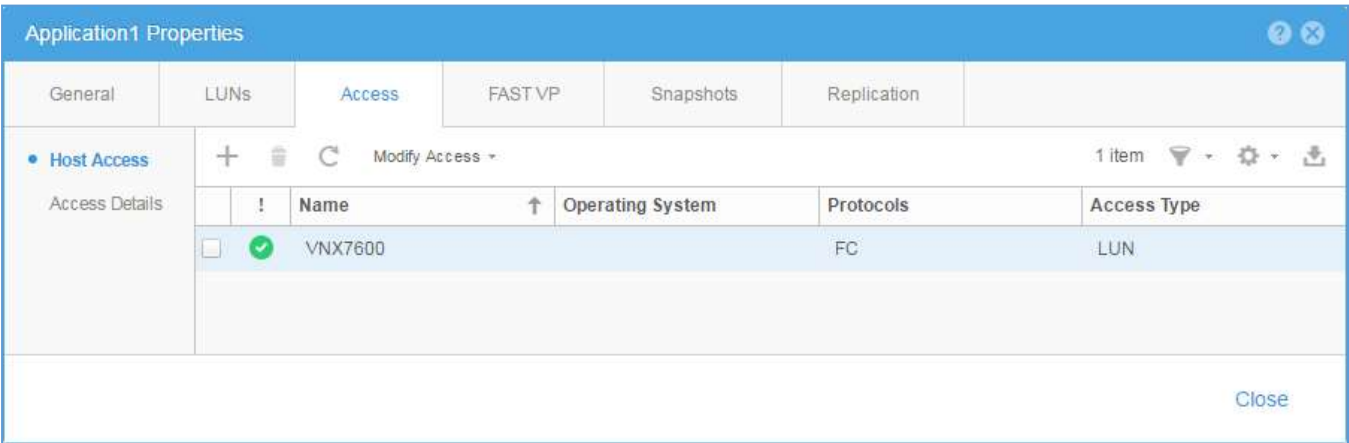 Application1 Properties
General LUNs Access FAST VP Snapshots Replication
Host Access
Modify Access
1 item
Access Details
! Name Operating System Protocols Access Type
VNX7600 FC LUN
Close